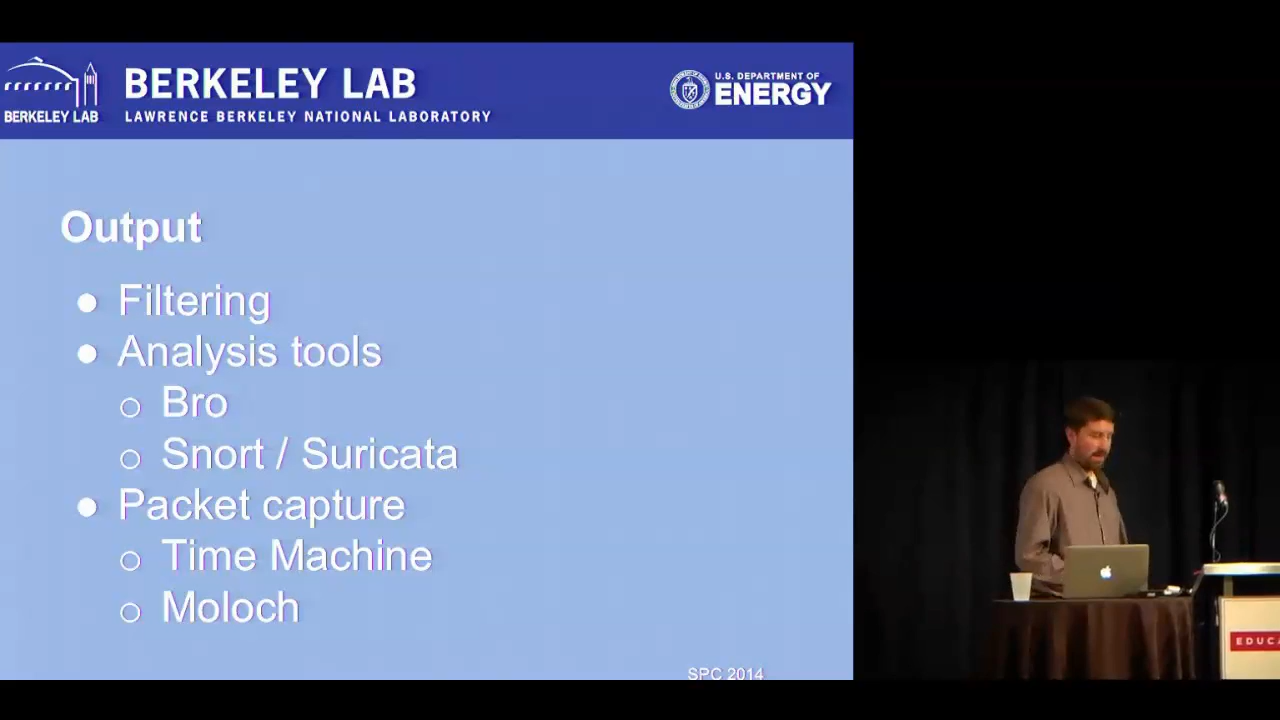 BERKELEY LAB
BERKELEY LAB
LAWRENCE BERKELEY NATIONAL LABORATORY
U.S. DEPARTMENT OF
ENERGY
Output
● Filtering
● Analysis tools
○ Bro
○ Snort / Suricata
● Packet capture
○ Time Machine
○ Moloch
SPC 2014
EDUCA